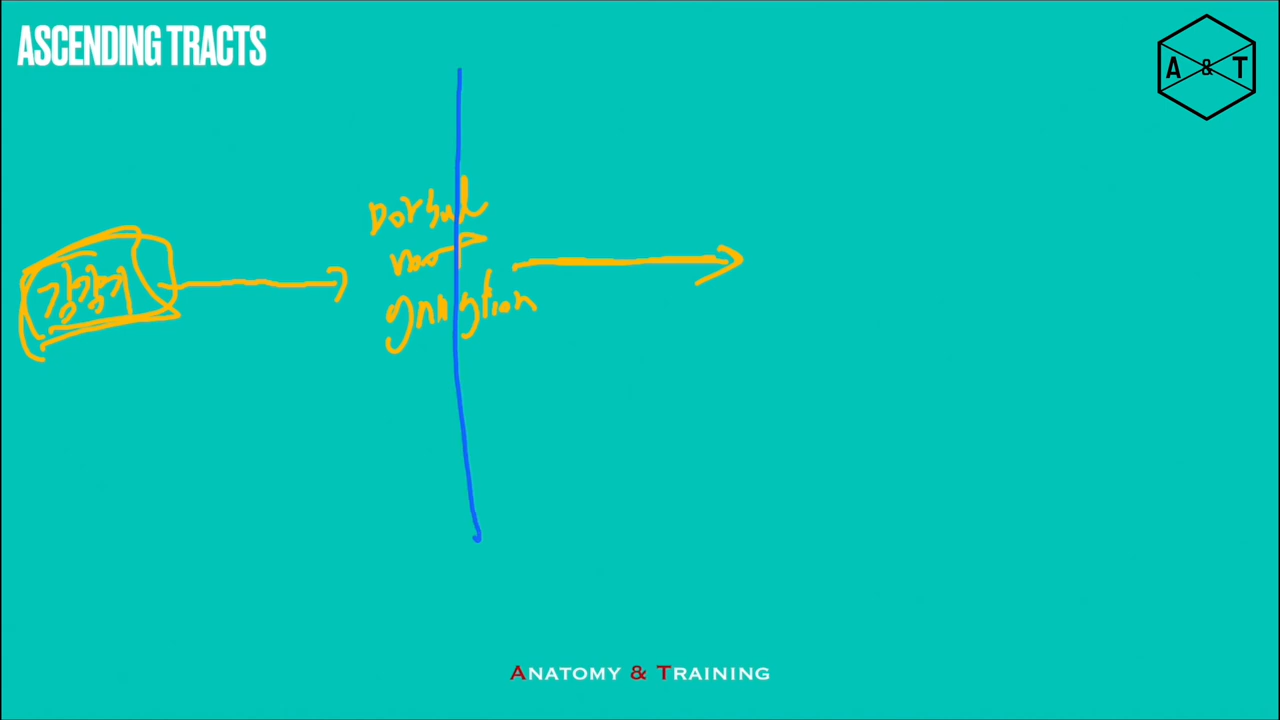 ASCENDING TRACTS
A & T
Dorsal
root
감각기
ganglion
ANATOMY & TRAINING